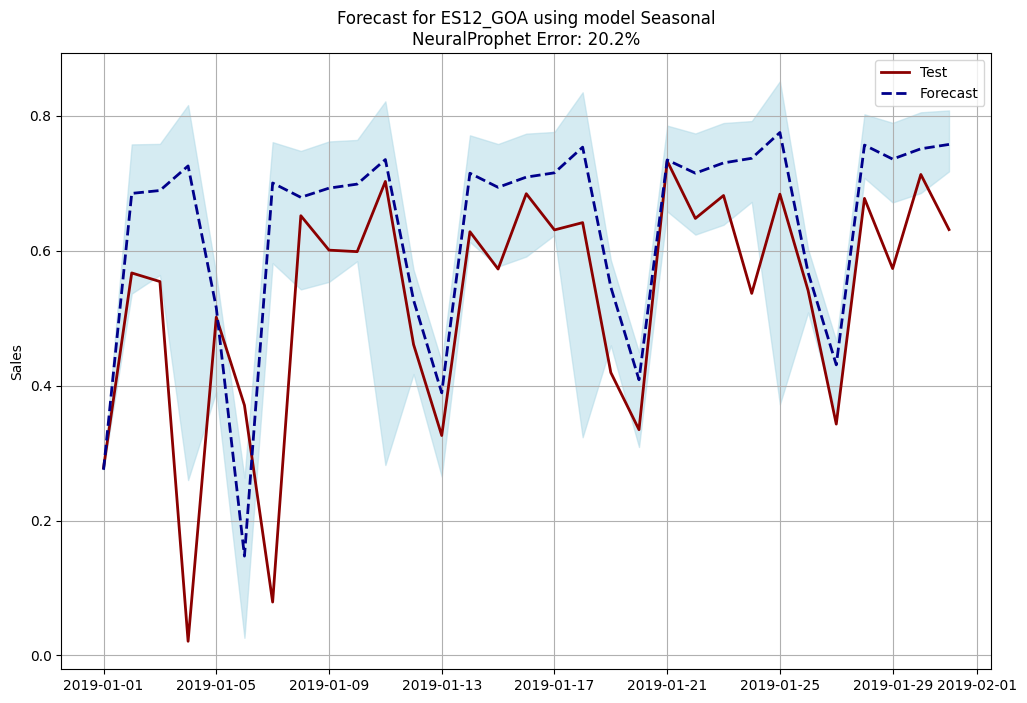 Forecast for ES12_GOA using model Seasonal
NeuralProphet Error: 20.2%
Test
Forecast
Sales
0.8
0.6
0.4
0.2
0.0
2019-01-01 2019-01-05 2019-01-09 2019-01-13 2019-01-17 2019-01-21 2019-01-25 2019-01-29 2019-02-01